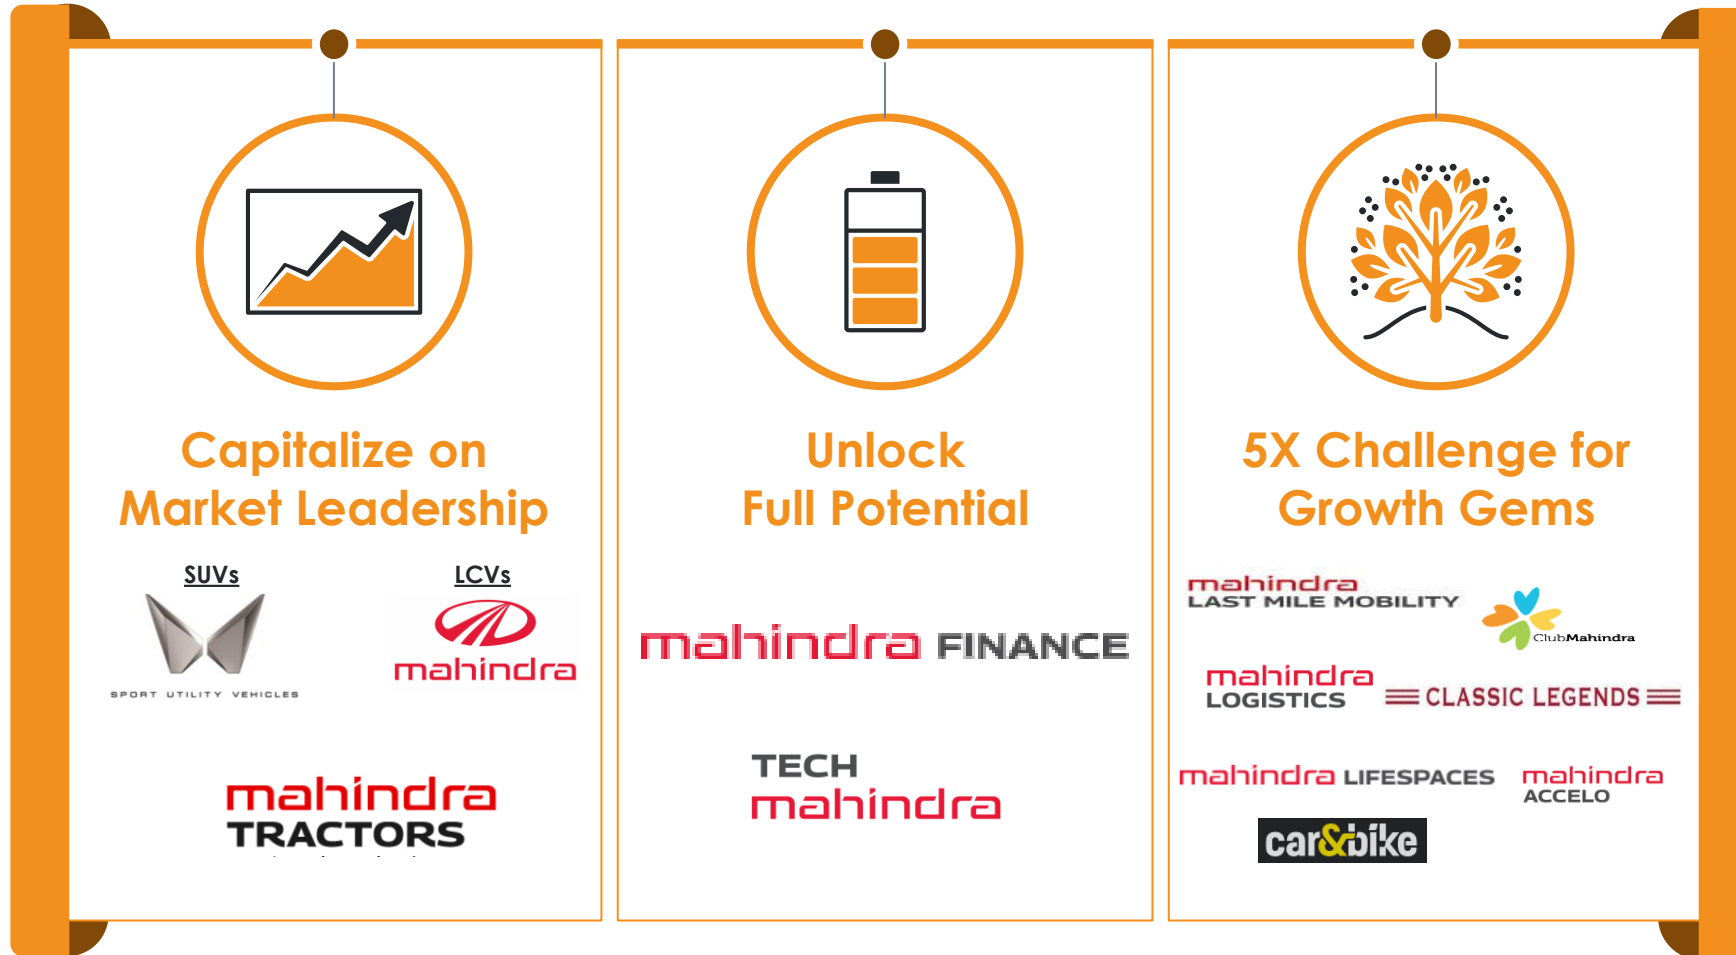 Capitalize on
Market Leadership
SUVs
LCVs
SPORT UTILITY VEHICLES
mahindra
mahindra
TRACTORS
Unlock
Full Potential
mahindra FINANCE
TECH
mahindra
5X Challenge for
Growth Gems
mahindra
LAST MILE MOBILITY
ClubMahindra
mahindra
LOGISTICS
CLASSIC LEGENDS
mahindra LIFESPACES
mahindra
ACCELO
car&bike